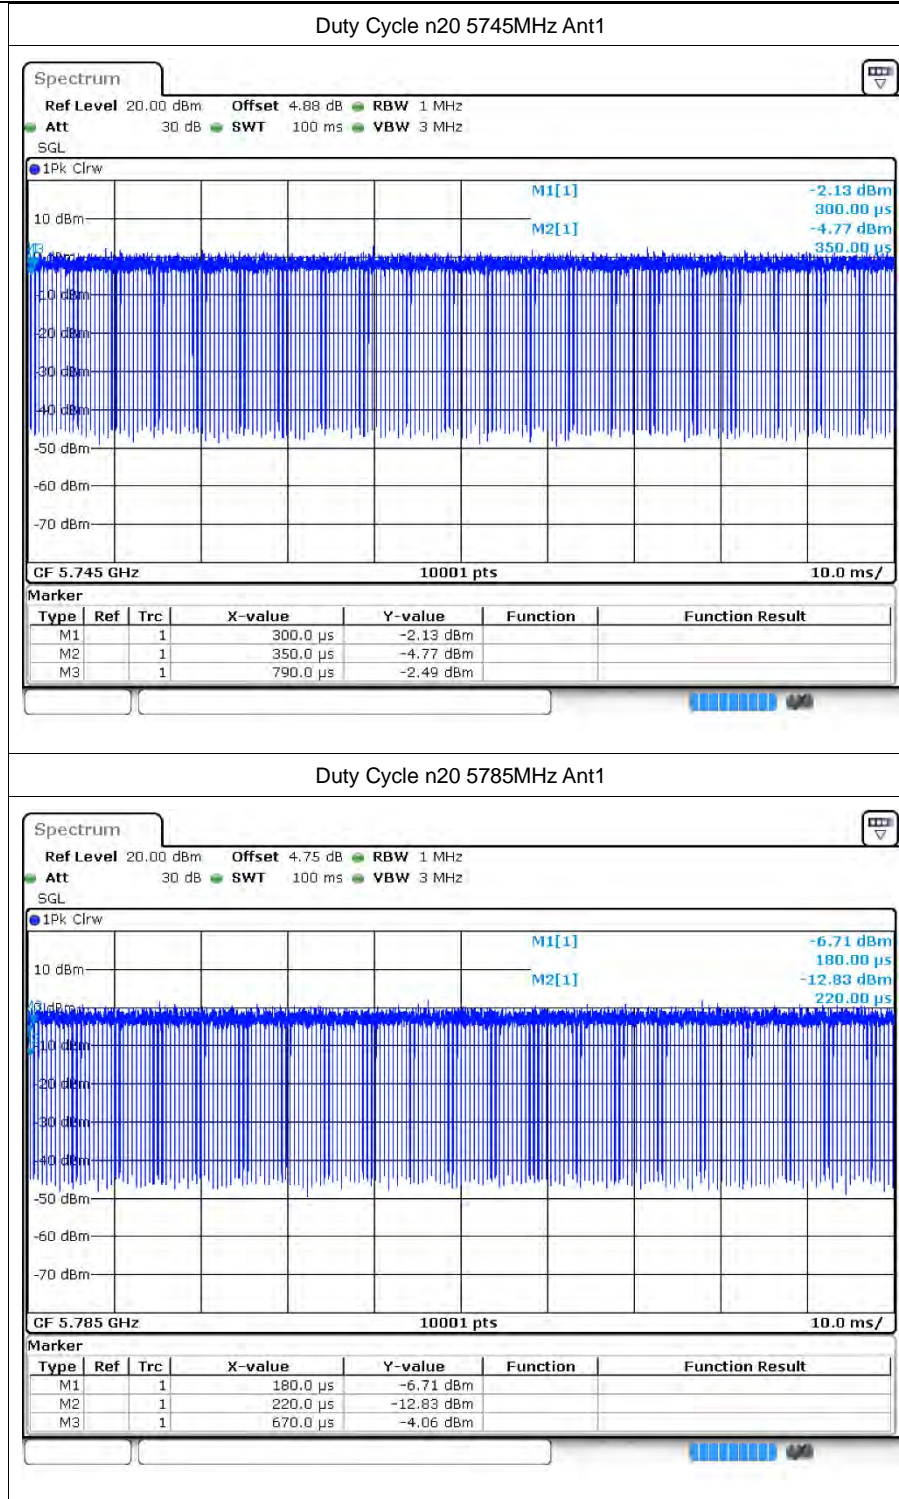 Duty Cycle n20 5745MHz Ant1
Spectrum
Ref Level 20.00 dBm Offset 4.88 dB RBW 1 MHz
Att 30 dB SWT 100 ms VBW 3 MHz
SGL
1Pk Clrw
M1[1] -2.13 dBm
300.00 µs
10 dBm
M2[1] -4.77 dBm
350.00 µs
M3
0 dBm
-10 dBm
-20 dBm
-30 dBm
-40 dBm
-50 dBm
-60 dBm
-70 dBm
CF 5.745 GHz 10001 pts 10.0 ms/
Marker
Type Ref Trc X-value Y-value Function Function Result
M1 1 300.0 µs -2.13 dBm
M2 1 350.0 µs -4.77 dBm
M3 1 790.0 µs -2.49 dBm
Duty Cycle n20 5785MHz Ant1
Spectrum
Ref Level 20.00 dBm Offset 4.75 dB RBW 1 MHz
Att 30 dB SWT 100 ms VBW 3 MHz
SGL
1Pk Clrw
M1[1] -6.71 dBm
180.00 µs
10 dBm
M2[1] -12.83 dBm
220.00 µs
0 dBm
-10 dBm
-20 dBm
-30 dBm
-40 dBm
-50 dBm
-60 dBm
-70 dBm
CF 5.785 GHz 10001 pts 10.0 ms/
Marker
Type Ref Trc X-value Y-value Function Function Result
M1 1 180.0 µs -6.71 dBm
M2 1 220.0 µs -12.83 dBm
M3 1 670.0 µs -4.06 dBm